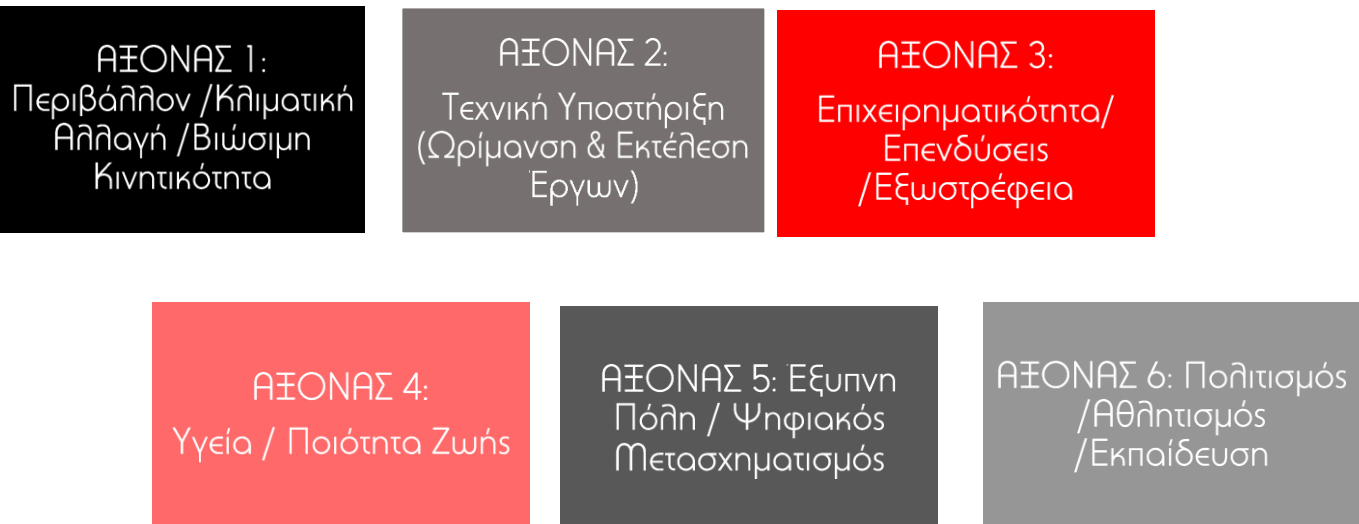 ΑΞΟΝΑΣ 1:
Περιβάλλον /Κλιματική
Αλλαγή /Βιώσιμη
Κινητικότητα
ΑΞΟΝΑΣ 2:
Τεχνική Υποστήριξη
(Ωρίμανση & Εκτέλεση
Έργων)
ΑΞΟΝΑΣ 3:
Επιχειρηματικότητα/
Επενδύσεις
/Εξωστρέφεια
ΑΞΟΝΑΣ 4:
Υγεία / Ποιότητα Ζωής
ΑΞΟΝΑΣ 5: Έξυπνη
Πόλη / Ψηφιακός
Μετασχηματισμός
ΑΞΟΝΑΣ 6: Πολιτισμός
/Αθλητισμός
/Εκπαίδευση